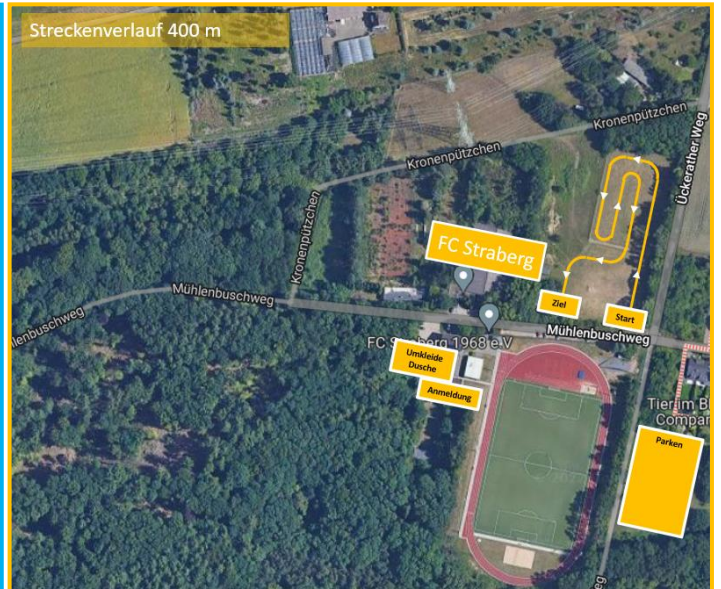 Streckenverlauf 400 m
Kronenpützchen
Ückerather Weg
Kronenpützchen
Kronenpützchen
FC Straberg
Mühlenbuschweg
Ziel
Start
Mühlenbuschweg
FC Straberg 1968 e.V
Umkleide
Dusche
Anmeldung
Parken